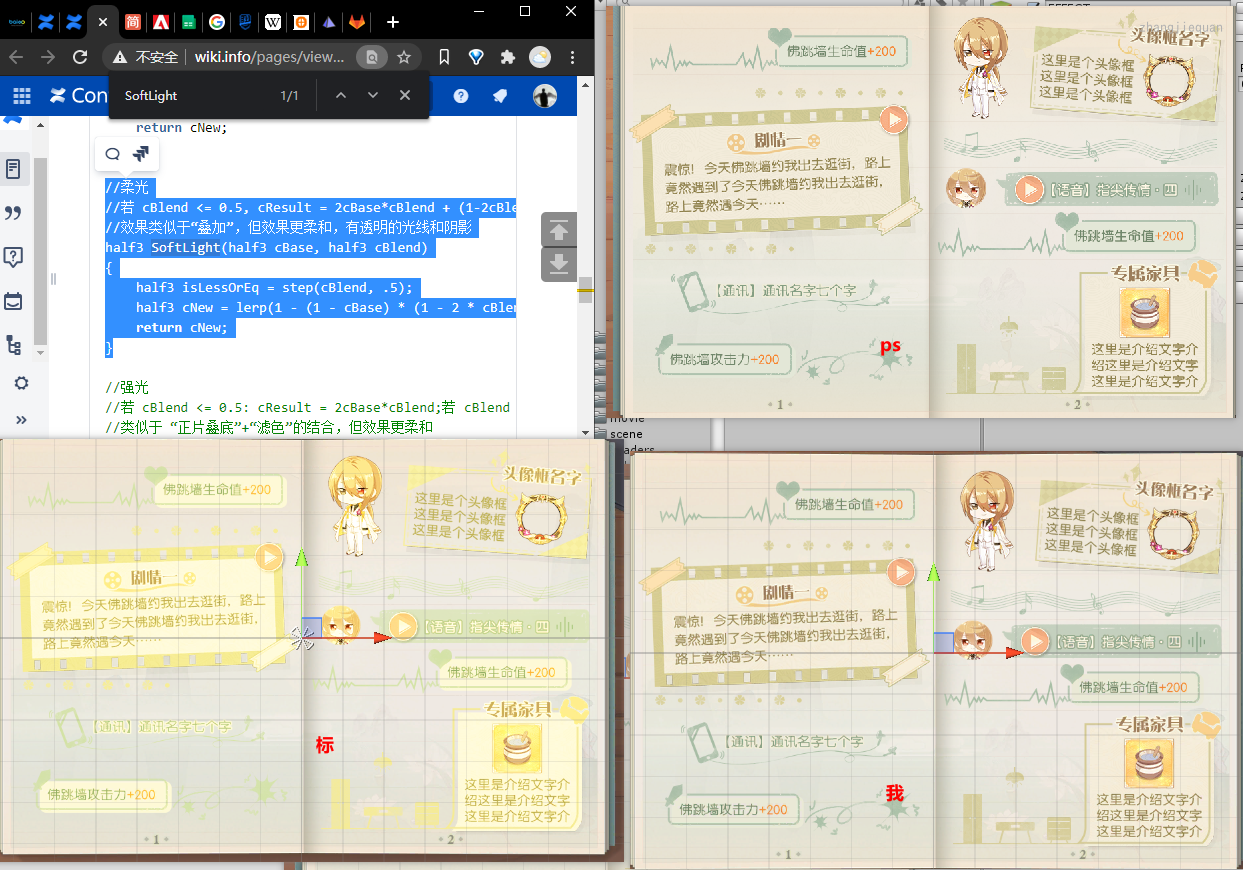 简
W
不安全
wiki.info/pages/view...
Con
SoftLight
1/1
return cNew;
//柔光
//若 cBlend <= 0.5, cResult = 2cBase*cBlend + (1-2cBle
//效果类似于“叠加”，但效果更柔和，有透明的光线和阴影
half3 SoftLight(half3 cBase, half3 cBlend)
{
half3 isLessOrEq = step(cBlend, .5);
half3 cNew = lerp(1 - (1 - cBase) * (1 - 2 * cBlen
return cNew;
}
//强光
//若 cBlend <= 0.5: cResult = 2cBase*cBlend;若 cBlend
//类似于 “正片叠底”+“滤色”的结合，但效果更柔和
zhangjiequan
佛跳墙生命值+200
头像框名字
这里是个头像框
这里是个头像框
这里是个头像框
剧情一
震惊！今天佛跳墙约我出去逛街，路上
竟然遇到了今天佛跳墙约我出去逛街，
路上竟然遇今天……
【语音】指尖传情·四
佛跳墙生命值+200
【通讯】通讯名字七个字
专属家具
这里是介绍文字介
绍这里是介绍文字
这里是介绍文字介
佛跳墙攻击力+200
ps
1
2
movie
scene
佛跳墙生命值+200
头像框名字
这里是个头像框
这里是个头像框
这里是个头像框
剧情一
震惊！今天佛跳墙约我出去逛街，路上
竟然遇到了今天佛跳墙约我出去逛街，
路上竟然遇今天……
【语音】指尖传情·四
佛跳墙生命值+200
【通讯】通讯名字七个字
专属家具
这里是介绍文字介
绍这里是介绍文字
这里是介绍文字介
佛跳墙攻击力+200
标
1
2
佛跳墙生命值+200
头像框名字
这里是个头像框
这里是个头像框
这里是个头像框
剧情一
震惊！今天佛跳墙约我出去逛街，路上
竟然遇到了今天佛跳墙约我出去逛街，
路上竟然遇今天……
【语音】指尖传情·四
佛跳墙生命值+200
【通讯】通讯名字七个字
专属家具
这里是介绍文字介
绍这里是介绍文字
这里是介绍文字介
佛跳墙攻击力+200
我
1
2